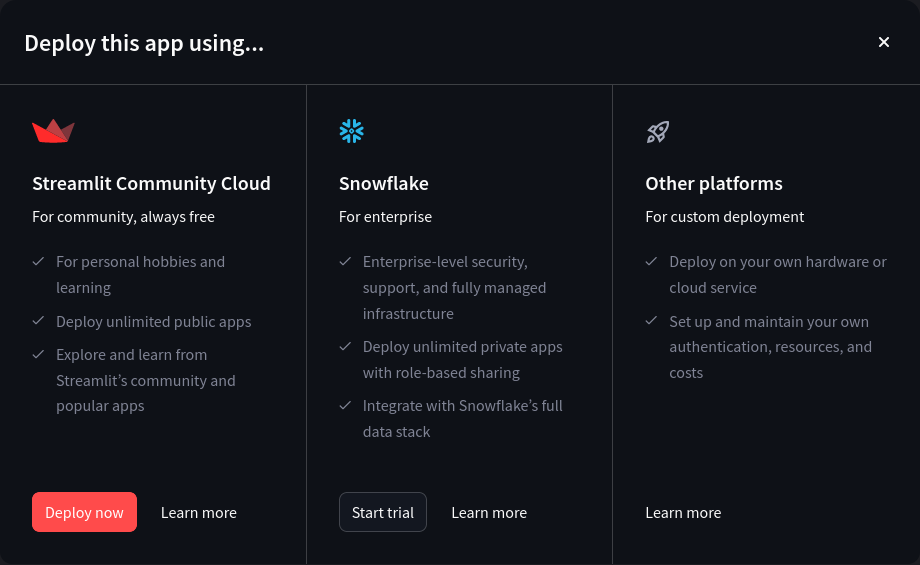 Deploy this app using...
Streamlit Community Cloud
For community, always free
For personal hobbies and
learning
Deploy unlimited public apps
Explore and learn from
Streamlit’s community and
popular apps
Deploy now
Learn more
Snowflake
For enterprise
Enterprise-level security,
support, and fully managed
infrastructure
Deploy unlimited private apps
with role-based sharing
Integrate with Snowflake’s full
data stack
Start trial
Learn more
Other platforms
For custom deployment
Deploy on your own hardware or
cloud service
Set up and maintain your own
authentication, resources, and
costs
Learn more